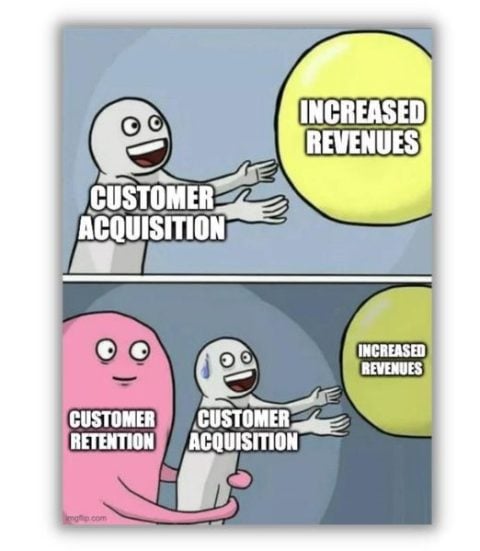 INCREASED
REVENUES
CUSTOMER
ACQUISITION
INCREASED
REVENUES
CUSTOMER
RETENTION
CUSTOMER
ACQUISITION
imgflip.com